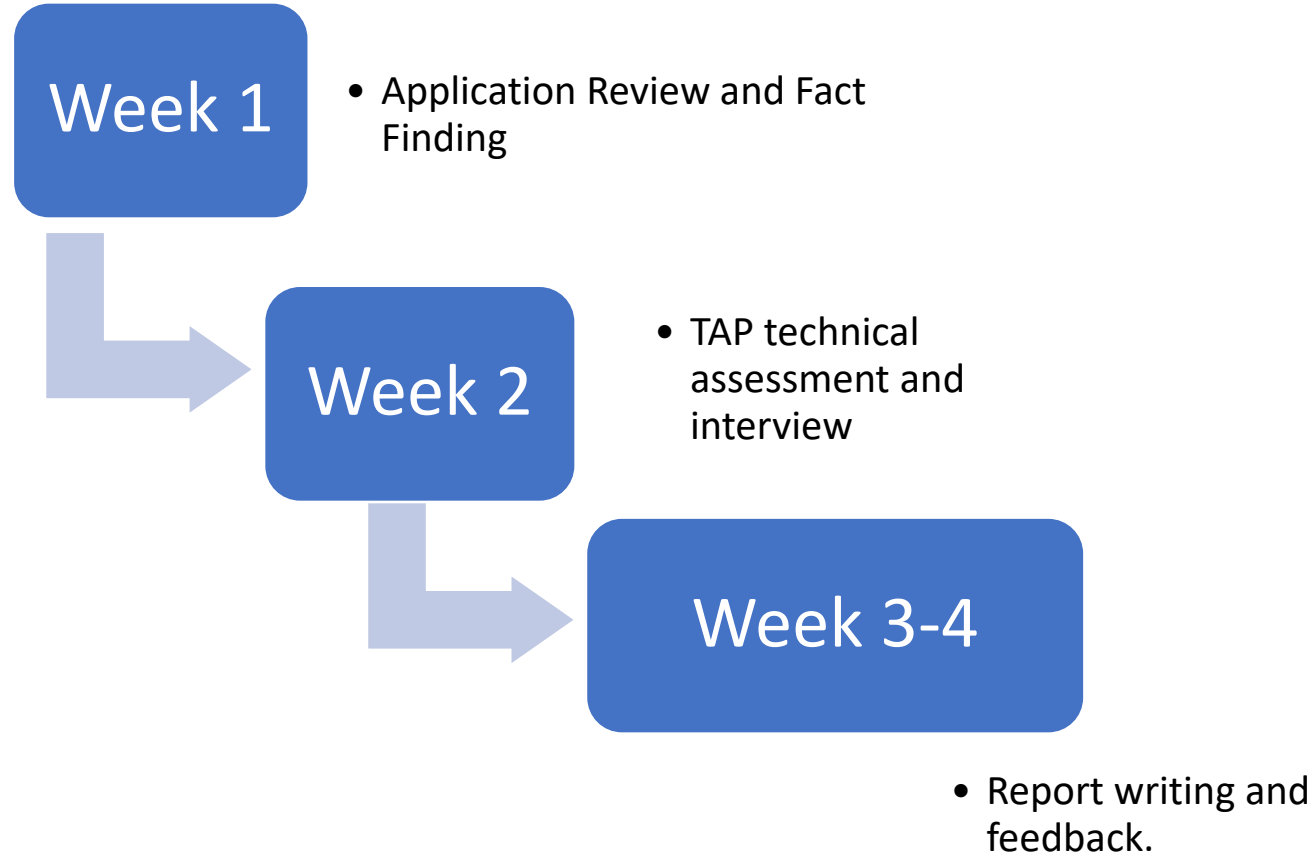 Week 1
• Application Review and Fact
Finding
Week 2
• TAP technical
assessment and
interview
Week 3-4
• Report writing and
feedback.